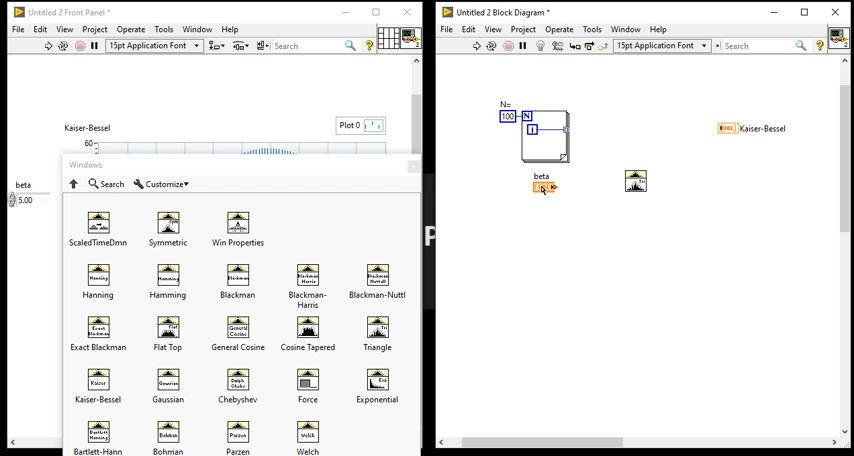 Untitled 2 Front Panel *
File Edit View Project Operate Tools Window Help
15pt Application Font
Search
?
2
Kaiser-Bessel
Plot 0
60
beta
5.00
Windows
Search Customize
ScaledTimeDmn Symmetric Win Properties
Hanning Hamming Blackman Blackman-Harris Blackman-Nuttl
Exact Blackman Flat Top General Cosine Cosine Tapered Triangle
Kaiser-Bessel Gaussian Chebyshev Force Exponential
Bartlett-Hann Bohman Parzen Welch
Untitled 2 Block Diagram *
File Edit View Project Operate Tools Window Help
15pt Application Font
Search
?
2
N=
100 N
i
DBL Kaiser-Bessel
beta
Tri
P